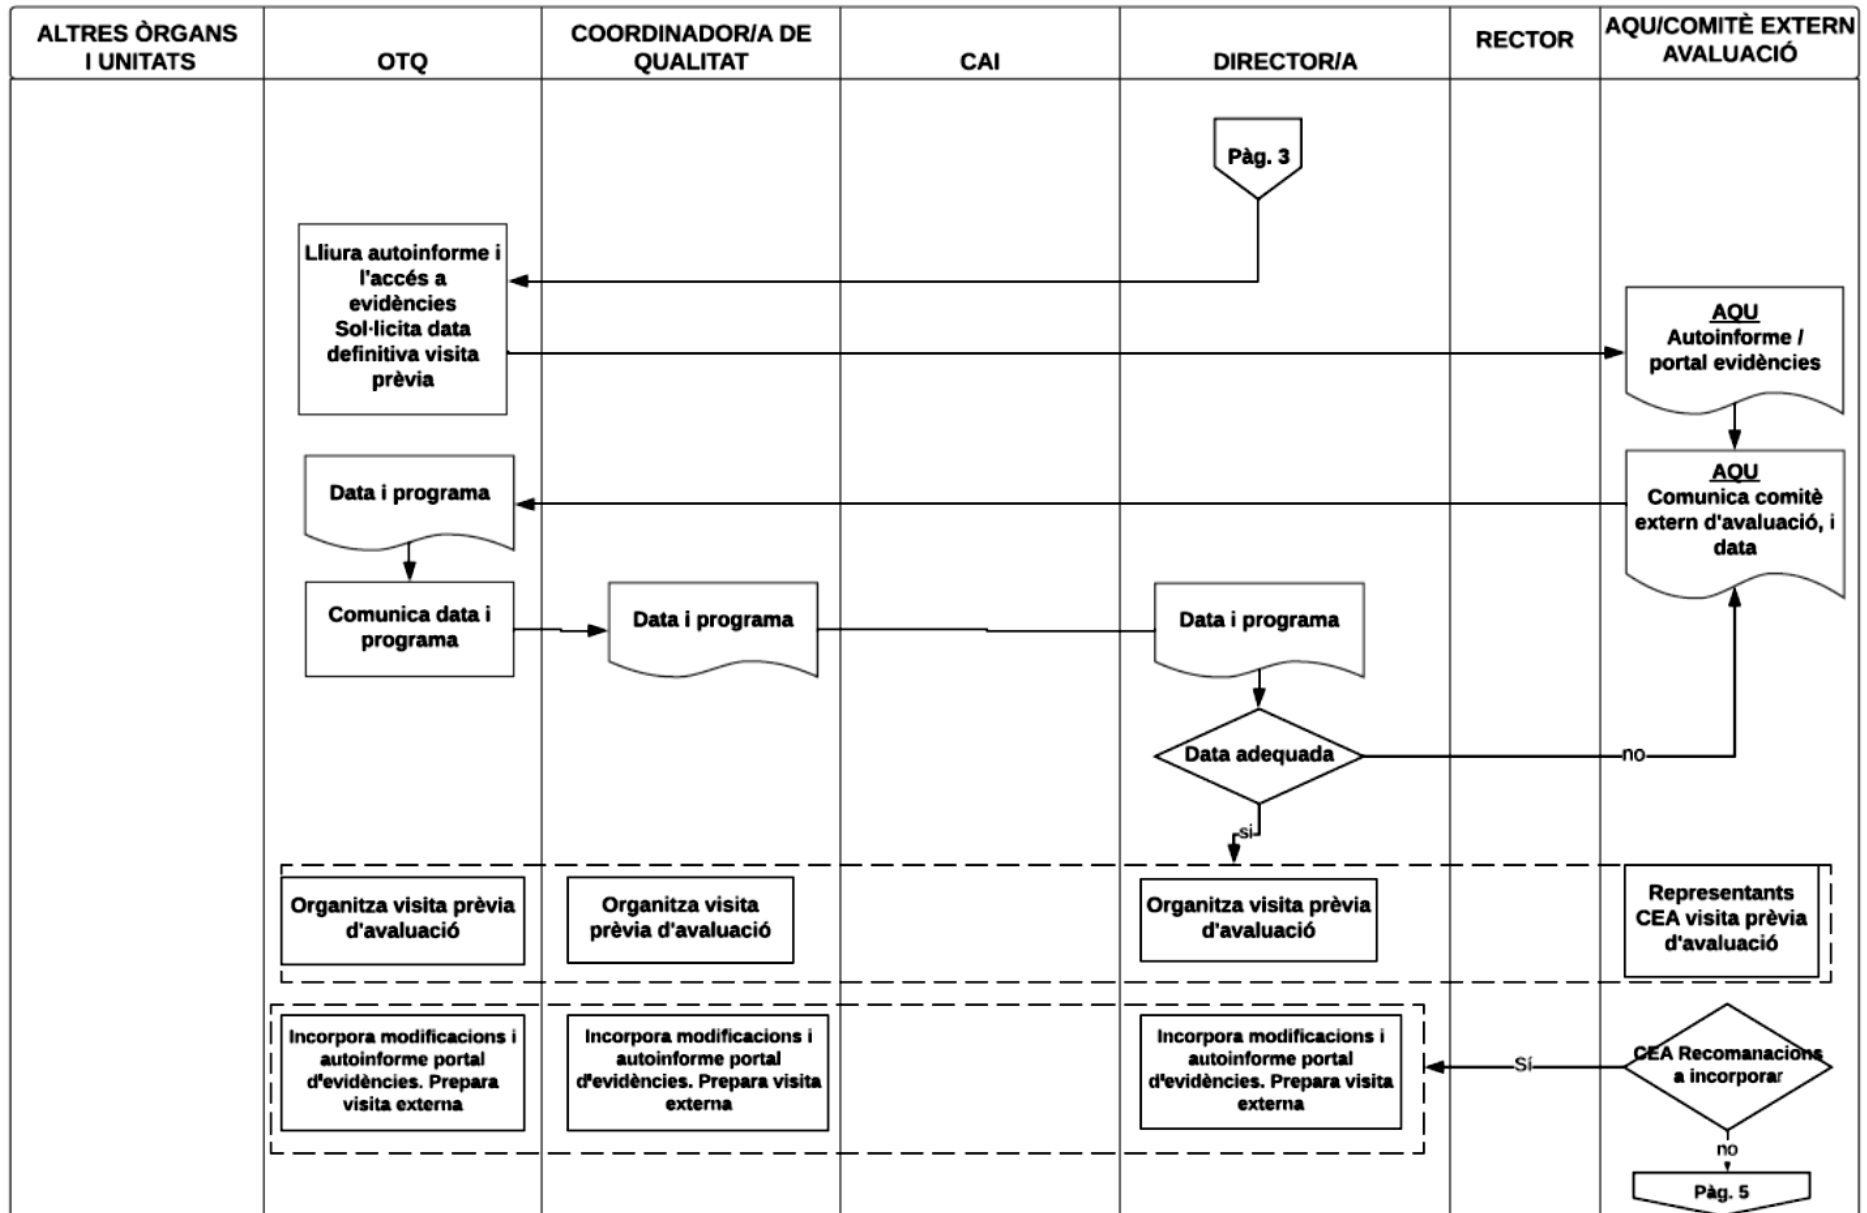 ALTRES ÒRGANS
I UNITATS
OTQ
COORDINADOR/A DE
QUALITAT
CAI
DIRECTOR/A
RECTOR
AQU/COMITÈ EXTERN
AVALUACIÓ
Pàg. 3
Lliura autoinforme i
l'accés a
evidències
Sol·licita data
definitiva visita
prèvia
AQU
Autoinforme /
portal evidències
Data i programa
AQU
Comunica comitè
extern d'avaluació, i
data
Comunica data i
programa
Data i programa
Data i programa
Data adequada
no
si
Organitza visita prèvia
d'avaluació
Organitza visita
prèvia d'avaluació
Organitza visita prèvia
d'avaluació
Representants
CEA visita prèvia
d'avaluació
Incorpora modificacions i
autoinforme portal
d'evidències. Prepara
visita externa
Incorpora modificacions i
autoinforme portal
d'evidències. Prepara visita
externa
Incorpora modificacions i
autoinforme portal
d'evidències. Prepara visita
externa
Sí
CEA Recomanacions
a incorporar
no
Pàg. 5